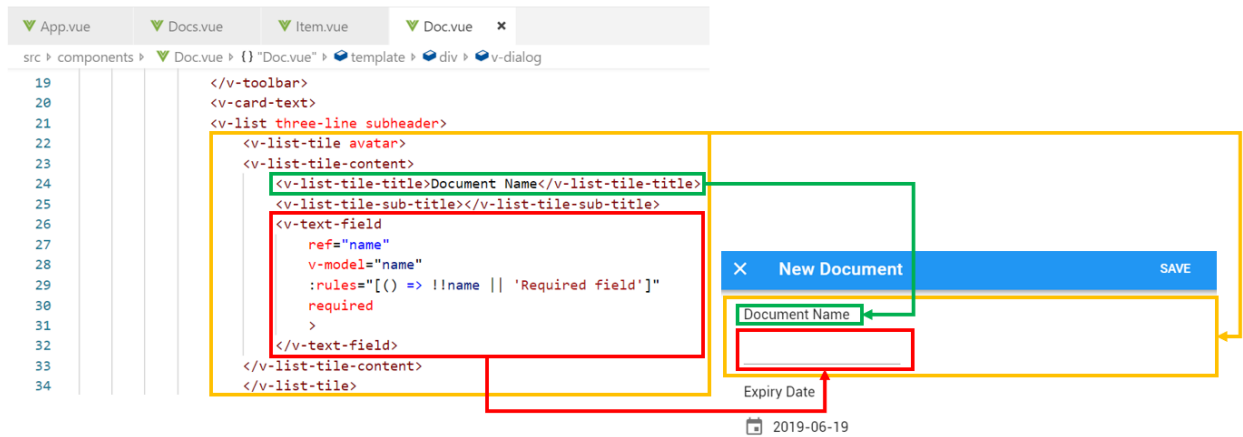 App.vue Docs.vue Item.vue Doc.vue ×
src components Doc.vue {} "Doc.vue" template div v-dialog
19 </v-toolbar>
20 <v-card-text>
21 <v-list three-line subheader>
22 <v-list-tile avatar>
23 <v-list-tile-content>
24 <v-list-tile-title>Document Name</v-list-tile-title>
25 <v-list-tile-sub-title></v-list-tile-sub-title>
26 <v-text-field
27 ref="name"
28 v-model="name"
29 :rules="[() => !!name || 'Required field']"
30 required
31 >
32 </v-text-field>
33 </v-list-tile-content>
34 </v-list-tile>
× New Document SAVE
Document Name
Expiry Date
2019-06-19